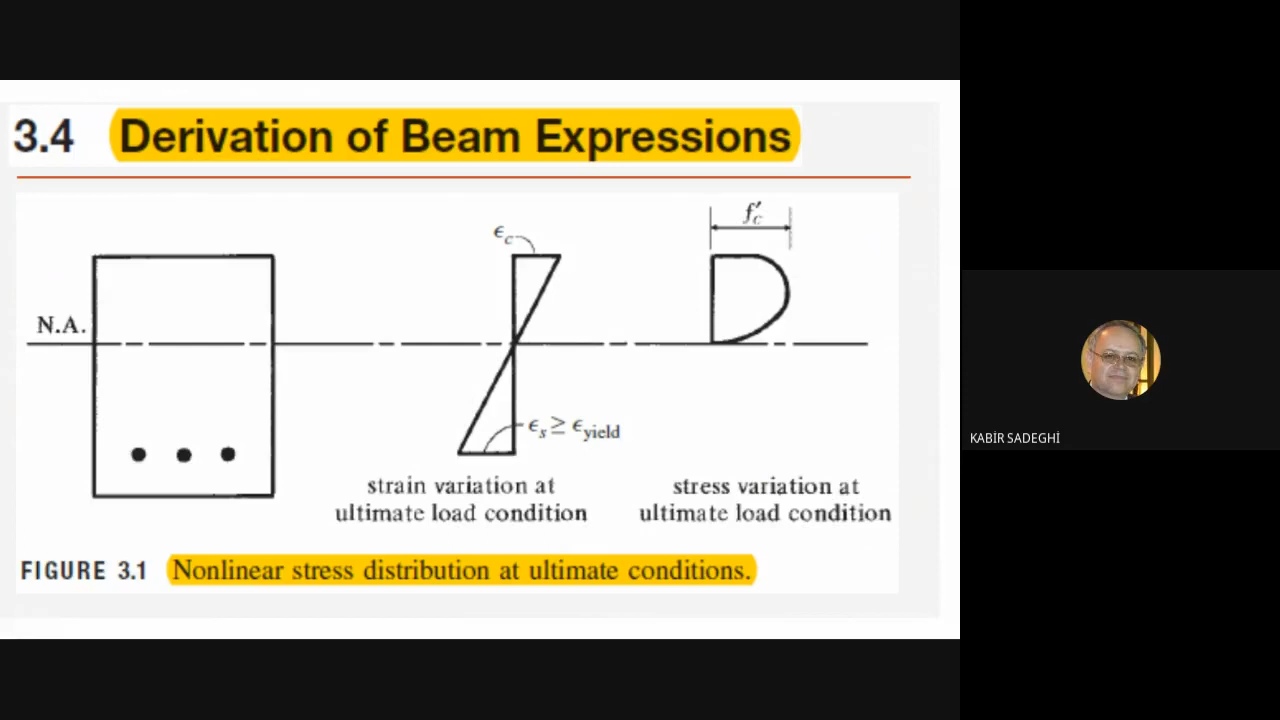 3.4 Derivation of Beam Expressions
f′c
ϵc
N.A.
ϵs ≥ ϵyield
strain variation at
ultimate load condition
stress variation at
ultimate load condition
FIGURE 3.1 Nonlinear stress distribution at ultimate conditions.
KABİR SADEGHİ